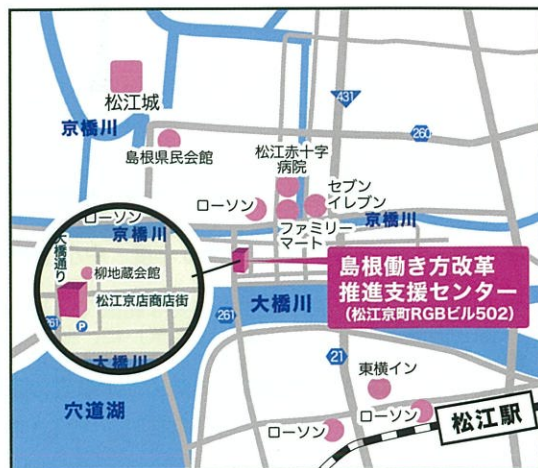 松江城
京橋川
島根県民会館
431
260
松江赤十字
病院
セブン
イレブン
ローソン
ファミリー
マート
京橋川
ローソン
京橋川
大橋通り
柳地蔵会館
松江京店商店街
261
P
大橋川
島根働き方改革
推進支援センター
(松江京町RGBビル502)
大橋川
261
21
宍道湖
東横イン
ローソン
ローソン
松江駅